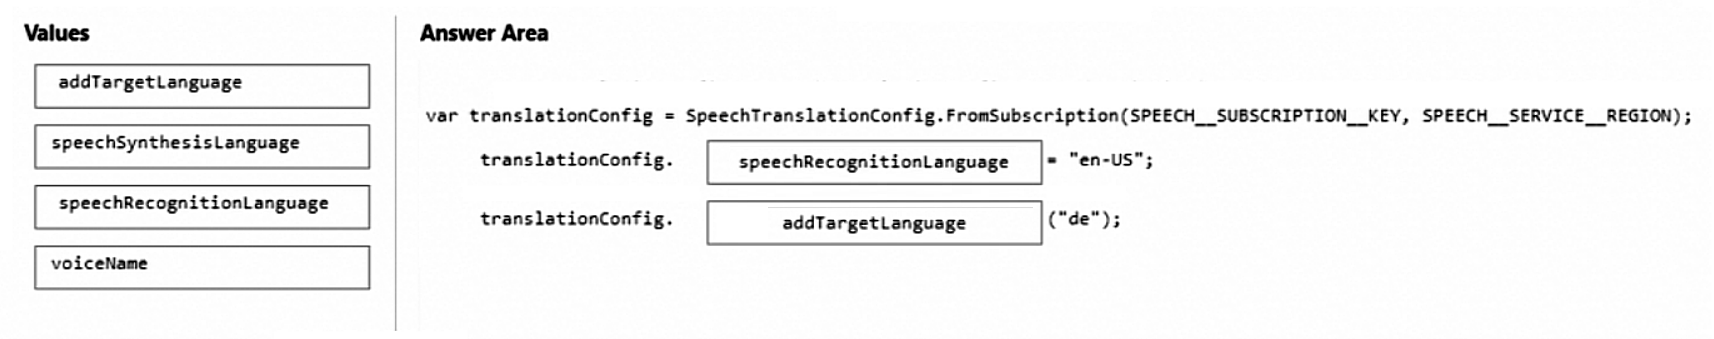 Values
addTargetLanguage
speechSynthesisLanguage
speechRecognitionLanguage
voiceName
Answer Area
var translationConfig = SpeechTranslationConfig.FromSubscription(SPEECH__SUBSCRIPTION__KEY, SPEECH__SERVICE__REGION);
translationConfig. speechRecognitionLanguage = "en-US";
translationConfig. addTargetLanguage ("de");